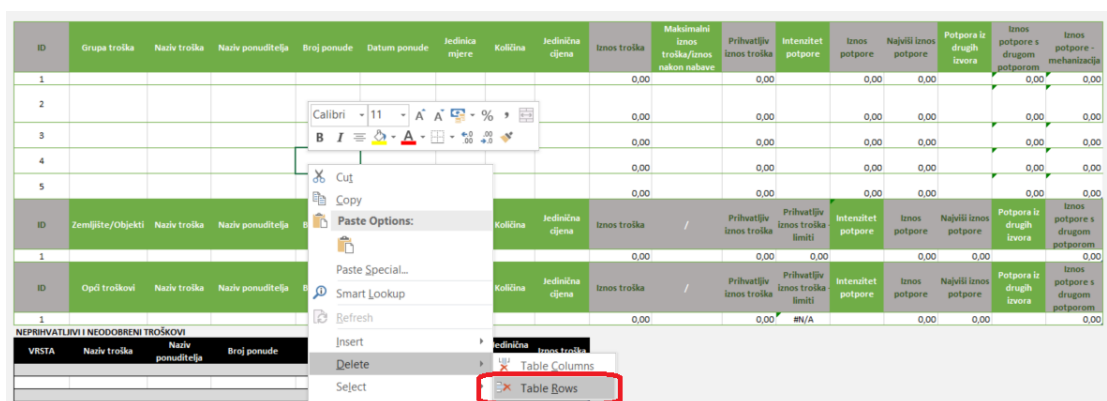 ID Grupa troška Naziv troška Naziv ponuditelja Broj ponude Datum ponude Jedinica mjere Količina Jedinična cijena Iznos troška Maksimalni iznos troška/iznos nakon nabave Prihvatljiv iznos troška Intenzitet potpore Iznos potpore Najviši iznos potpore Potpora iz drugih izvora Iznos potpore s drugom potporom Iznos potpore - mehanizacija
1 0,00 0,00 0,00 0,00 0,00 0,00
2 0,00 0,00 0,00 0,00 0,00 0,00
Calibri 11 A A % ,
B I A
3 0,00 0,00 0,00 0,00 0,00 0,00
4 0,00 0,00 0,00 0,00 0,00 0,00
5 0,00 0,00 0,00 0,00 0,00 0,00
Cut
Copy
Paste Options:
Paste Special...
Smart Lookup
Refresh
Insert
Delete
Select
Table Columns
Table Rows
ID Zemljište/Objekti Naziv troška Naziv ponuditelja B Količina Jedinična cijena Iznos troška / Prihvatljiv iznos troška Prihvatljiv iznos troška - limiti Intenzitet potpore Iznos potpore Najviši iznos potpore Potpora iz drugih izvora Iznos potpore s drugom potporom
1 0,00 0,00 0,00 0,00 0,00 0,00
ID Opći troškovi Naziv troška Naziv ponuditelja B Količina Jedinična cijena Iznos troška / Prihvatljiv iznos troška Prihvatljiv iznos troška - limiti Intenzitet potpore Iznos potpore Najviši iznos potpore Potpora iz drugih izvora Iznos potpore s drugom potporom
1 0,00 0,00 #N/A 0,00 0,00 0,00
NEPRIHVATLJIVI I NEODOBRENI TROŠKOVI
VRSTA Naziv troška Naziv ponuditelja Broj ponude Jedinična Iznos troška